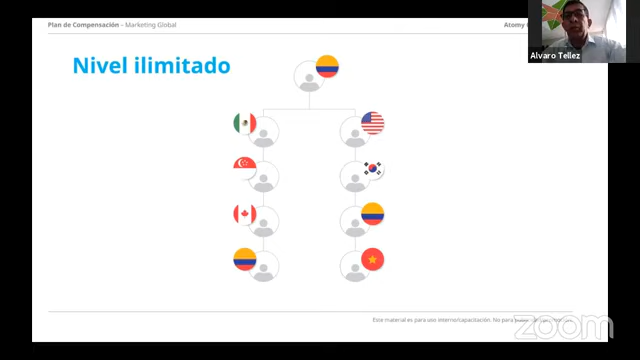 Plan de Compensación – Marketing Global
Atomy
Alvaro Tellez
Nivel ilimitado
Este material es para uso interno/capacitación. No para
zoom